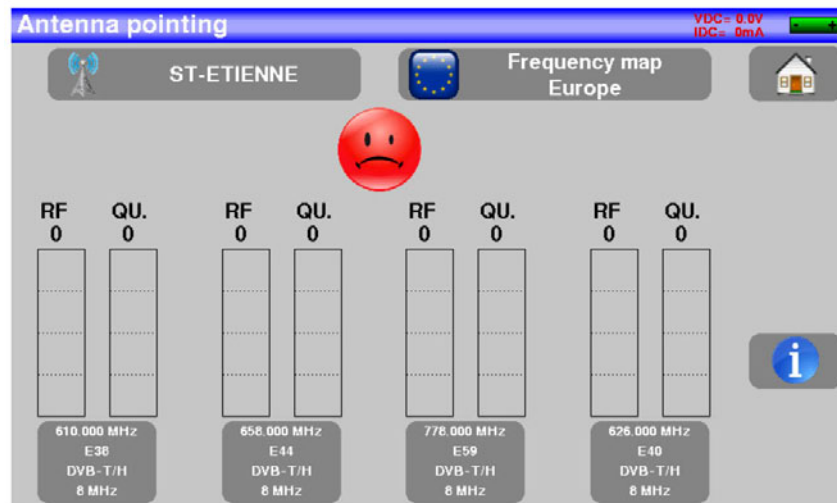 Antenna pointing
VDC= 0.0V
IDC= 0mA
- +
ST-ETIENNE
Frequency map
Europe
RF QU. RF QU. RF QU. RF QU.
0 0 0 0 0 0 0 0
i
610.000 MHz 658.000 MHz 778.000 MHz 626.000 MHz
E38 E44 E59 E40
DVB-T/H DVB-T/H DVB-T/H DVB-T/H
8 MHz 8 MHz 8 MHz 8 MHz